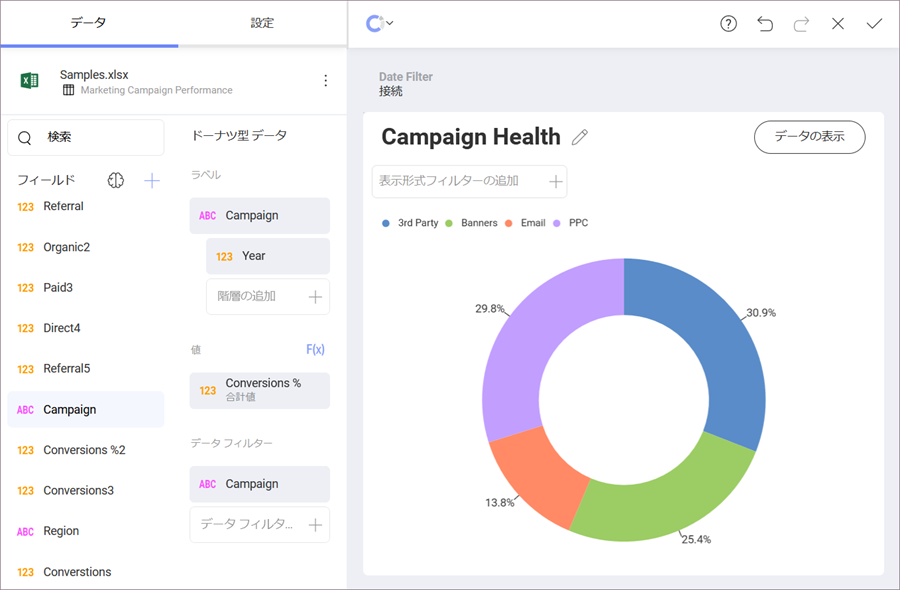 データ
設定
Samples.xlsx
Marketing Campaign Performance
検索
フィールド
123 Referral
123 Organic2
123 Paid3
123 Direct4
123 Referral5
ABC Campaign
123 Conversions %2
123 Conversions3
ABC Region
123 Converstions
ドーナツ型 データ
ラベル
ABC Campaign
123 Year
階層の追加
値 F(x)
123 Conversions %
合計値
データ フィルター
ABC Campaign
データ フィルタ...
Date Filter
接続
Campaign Health
データの表示
表示形式フィルターの追加
3rd Party Banners Email PPC
29.8%
30.9%
13.8%
25.4%